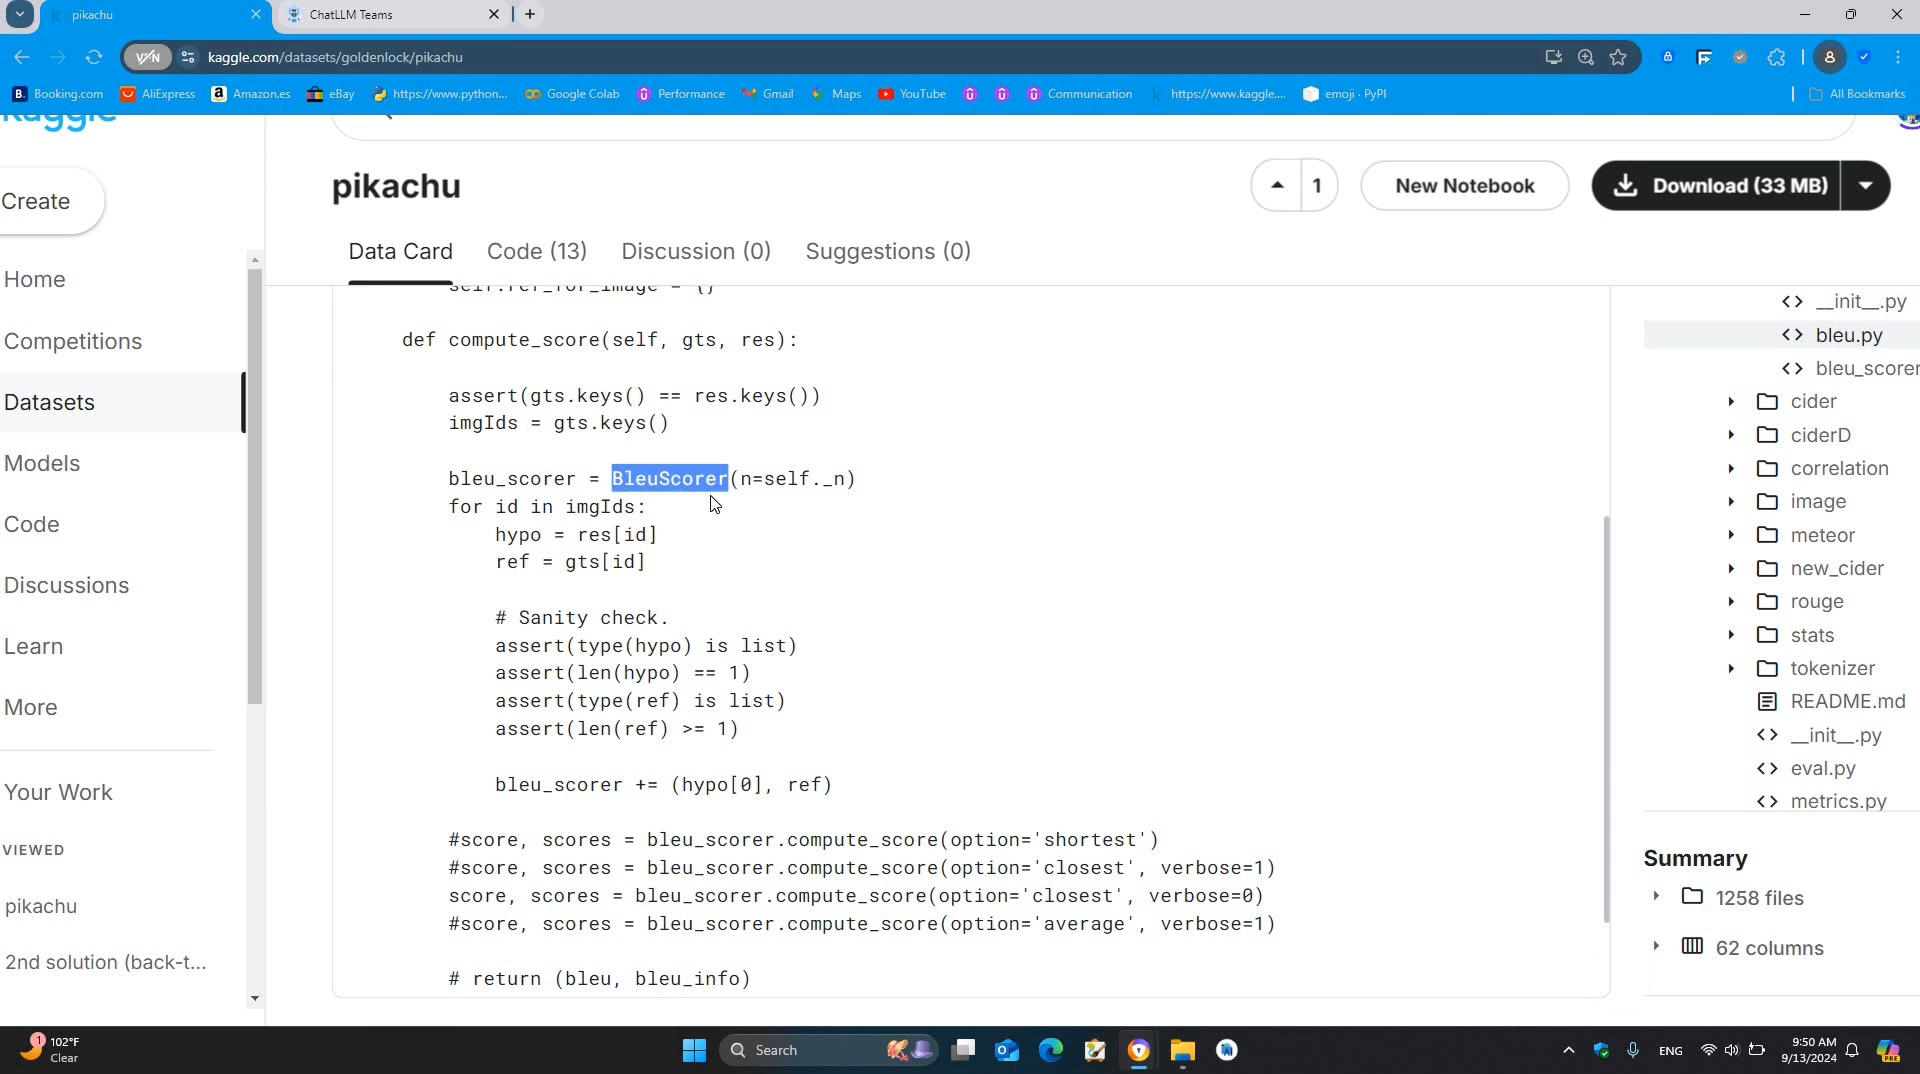 pikachu
ChatLLM Teams
VPN
kaggle.com/datasets/goldenlock/pikachu
Booking.com
AliExpress
Amazon.es
eBay
https://www.python...
Google Colab
Performance
Gmail
Maps
YouTube
Communication
https://www.kaggle....
emoji · PyPI
All Bookmarks
kaggle
Create
Home
Competitions
Datasets
Models
Code
Discussions
Learn
More
Your Work
VIEWED
pikachu
2nd solution (back-t...
pikachu
1
New Notebook
Download (33 MB)
Data Card
Code (13)
Discussion (0)
Suggestions (0)
self.ref_for_image = {}
def compute_score(self, gts, res):
assert(gts.keys() == res.keys())
imgIds = gts.keys()
bleu_scorer = BleuScorer(n=self._n)
for id in imgIds:
hypo = res[id]
ref = gts[id]
# Sanity check.
assert(type(hypo) is list)
assert(len(hypo) == 1)
assert(type(ref) is list)
assert(len(ref) >= 1)
bleu_scorer += (hypo[0], ref)
#score, scores = bleu_scorer.compute_score(option='shortest')
#score, scores = bleu_scorer.compute_score(option='closest', verbose=1)
score, scores = bleu_scorer.compute_score(option='closest', verbose=0)
#score, scores = bleu_scorer.compute_score(option='average', verbose=1)
# return (bleu, bleu_info)
__init__.py
bleu.py
bleu_scorer
cider
ciderD
correlation
image
meteor
new_cider
rouge
stats
tokenizer
README.md
__init__.py
eval.py
metrics.py
Summary
1258 files
62 columns
1
102°F
Clear
Search
ENG
9:50 AM
9/13/2024
PRE